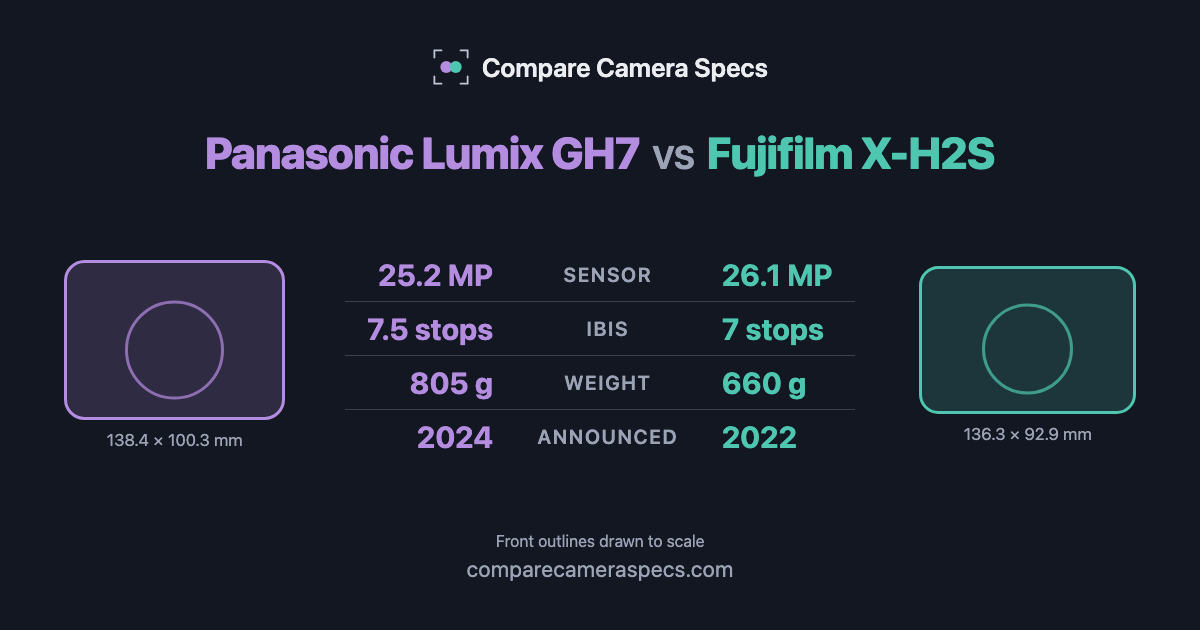 Compare Camera Specs
Panasonic Lumix GH7 vs Fujifilm X-H2S
25.2 MP SENSOR 26.1 MP
7.5 stops IBIS 7 stops
805 g WEIGHT 660 g
2024 ANNOUNCED 2022
138.4 × 100.3 mm
136.3 × 92.9 mm
Front outlines drawn to scale
comparecameraspecs.com